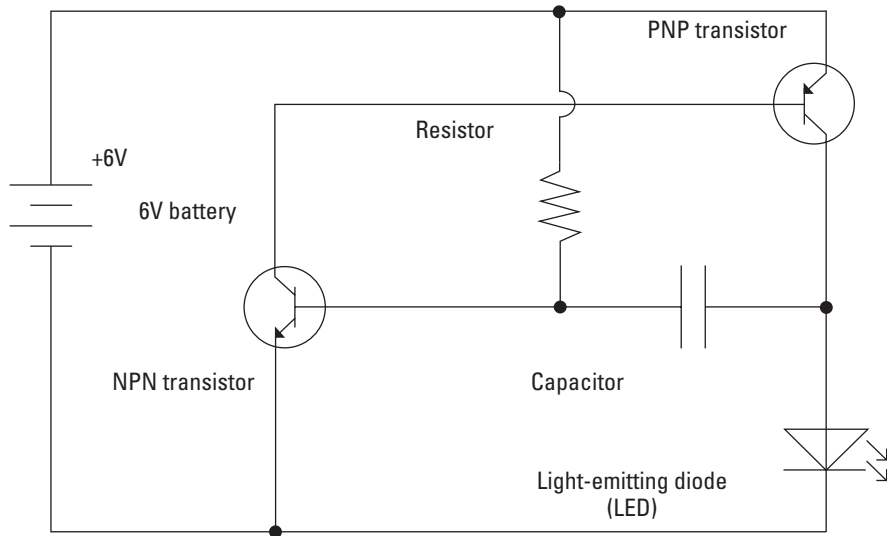 PNP transistor
Resistor
+6V
6V battery
NPN transistor
Capacitor
Light-emitting diode
(LED)